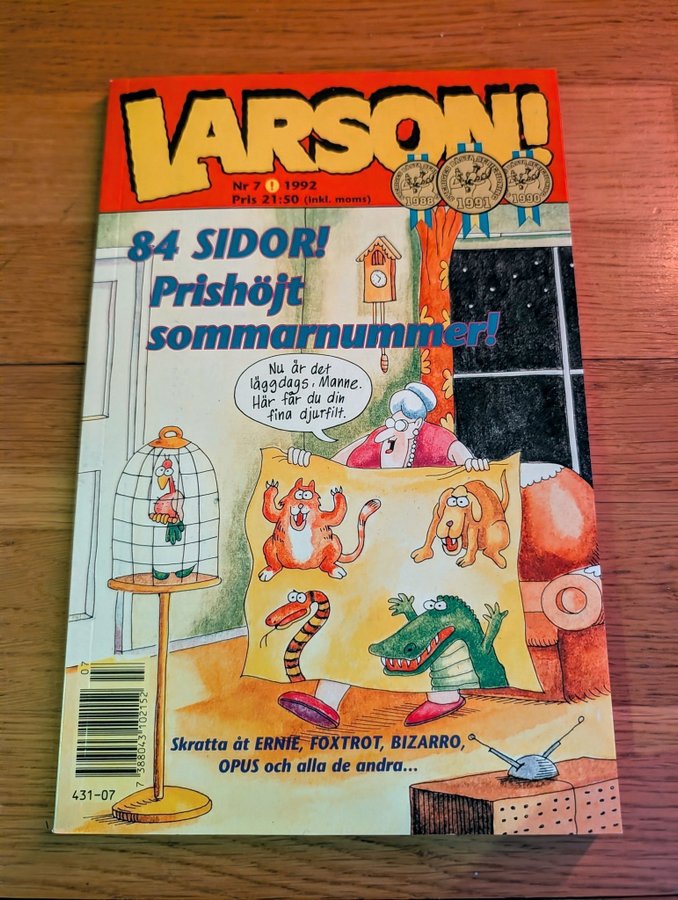 LARSON!
Nr 7 ! 1992
Pris 21:50 (inkl. moms)
1988
1991
1990
84 SIDOR!
Prishöjt
sommarnummer!
Nu är det
läggdags, Manne.
Här får du din
fina djurfilt.
07
7 388043 102152
431-07
Skratta åt ERNIE, FOXTROT, BIZARRO,
OPUS och alla de andra...